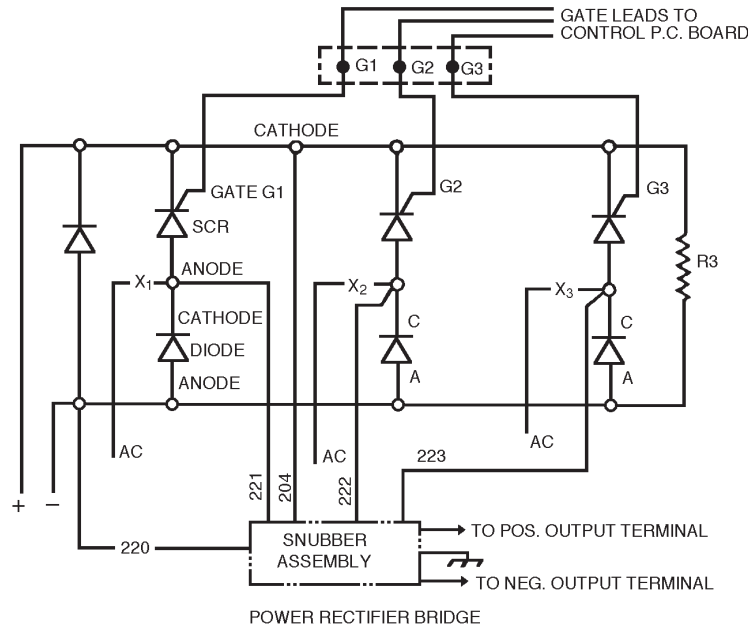 GATE LEADS TO
CONTROL P.C. BOARD
G1 G2 G3
CATHODE
GATE G1
G2
G3
SCR
R3
ANODE
X1
X2
X3
CATHODE
C
C
DIODE
ANODE
A
A
AC
AC
AC
221
204
222
223
+ −
220
SNUBBER
ASSEMBLY
TO POS. OUTPUT TERMINAL
TO NEG. OUTPUT TERMINAL
POWER RECTIFIER BRIDGE